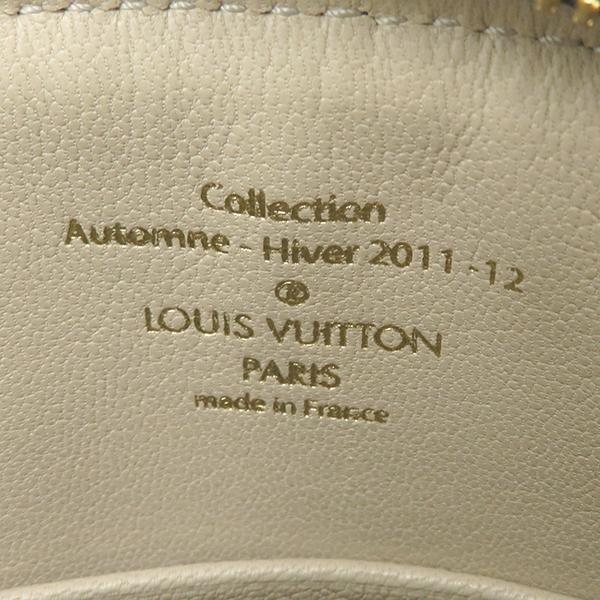 Collection
Automne - Hiver 2011 -12
®
LOUIS VUITTON
PARIS
made in France